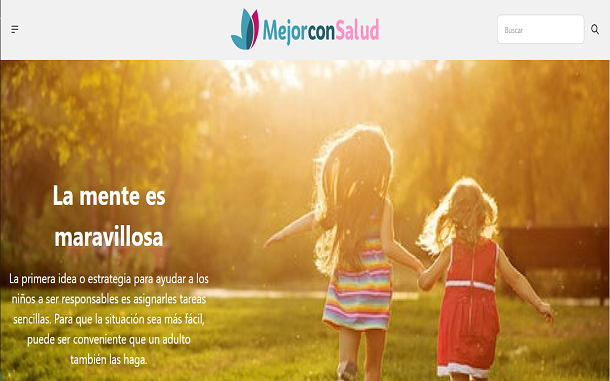 MejorconSalud
Buscar
La mente es
maravillosa
La primera idea o estrategia para ayudar a los
niños a ser responsables es asignarles tareas
sencillas. Para que la situación sea más fácil,
puede ser conveniente que un adulto
también las haga.